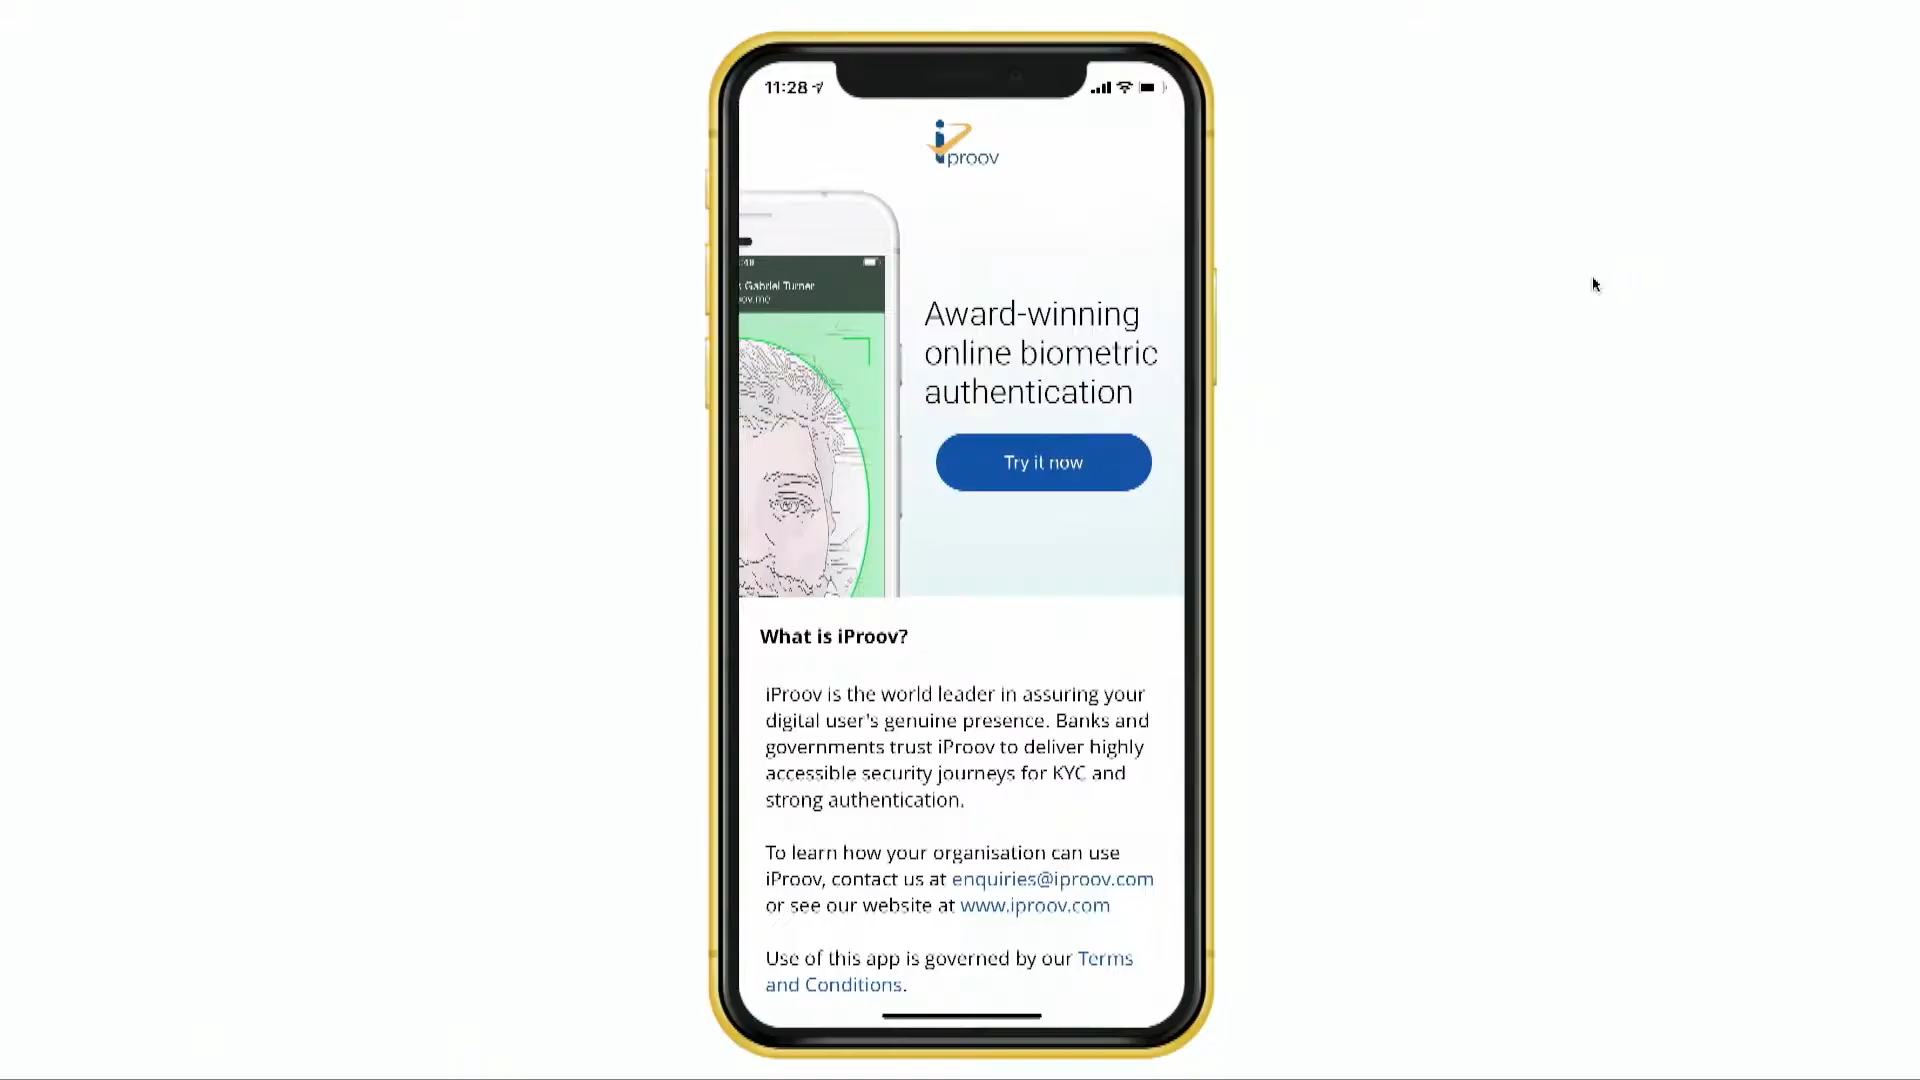 11:28
iproov
Gabriel Turner
Award-winning
online biometric
authentication
Try it now
What is iProov?
iProov is the world leader in assuring your
digital user's genuine presence. Banks and
governments trust iProov to deliver highly
accessible security journeys for KYC and
strong authentication.
To learn how your organisation can use
iProov, contact us at enquiries@iproov.com
or see our website at www.iproov.com
Use of this app is governed by our Terms
and Conditions.